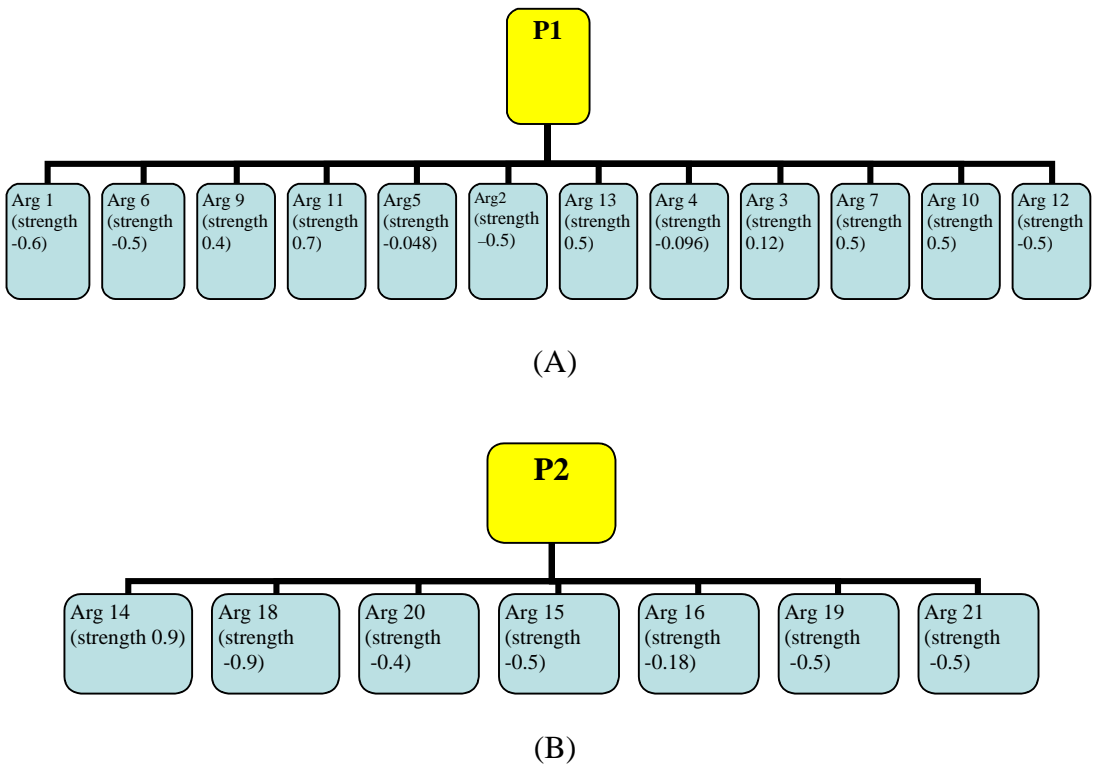 P1
Arg 1
(strength
-0.6)
Arg 6
(strength
-0.5)
Arg 9
(strength
0.4)
Arg 11
(strength
0.7)
Arg5
(strength
-0.048)
Arg2
(strength
–0.5)
Arg 13
(strength
0.5)
Arg 4
(strength
-0.096)
Arg 3
(strength
0.12)
Arg 7
(strength
0.5)
Arg 10
(strength
0.5)
Arg 12
(strength
-0.5)
(A)
P2
Arg 14
(strength 0.9)
Arg 18
(strength
-0.9)
Arg 20
(strength
-0.4)
Arg 15
(strength
-0.5)
Arg 16
(strength
-0.18)
Arg 19
(strength
-0.5)
Arg 21
(strength
-0.5)
(B)